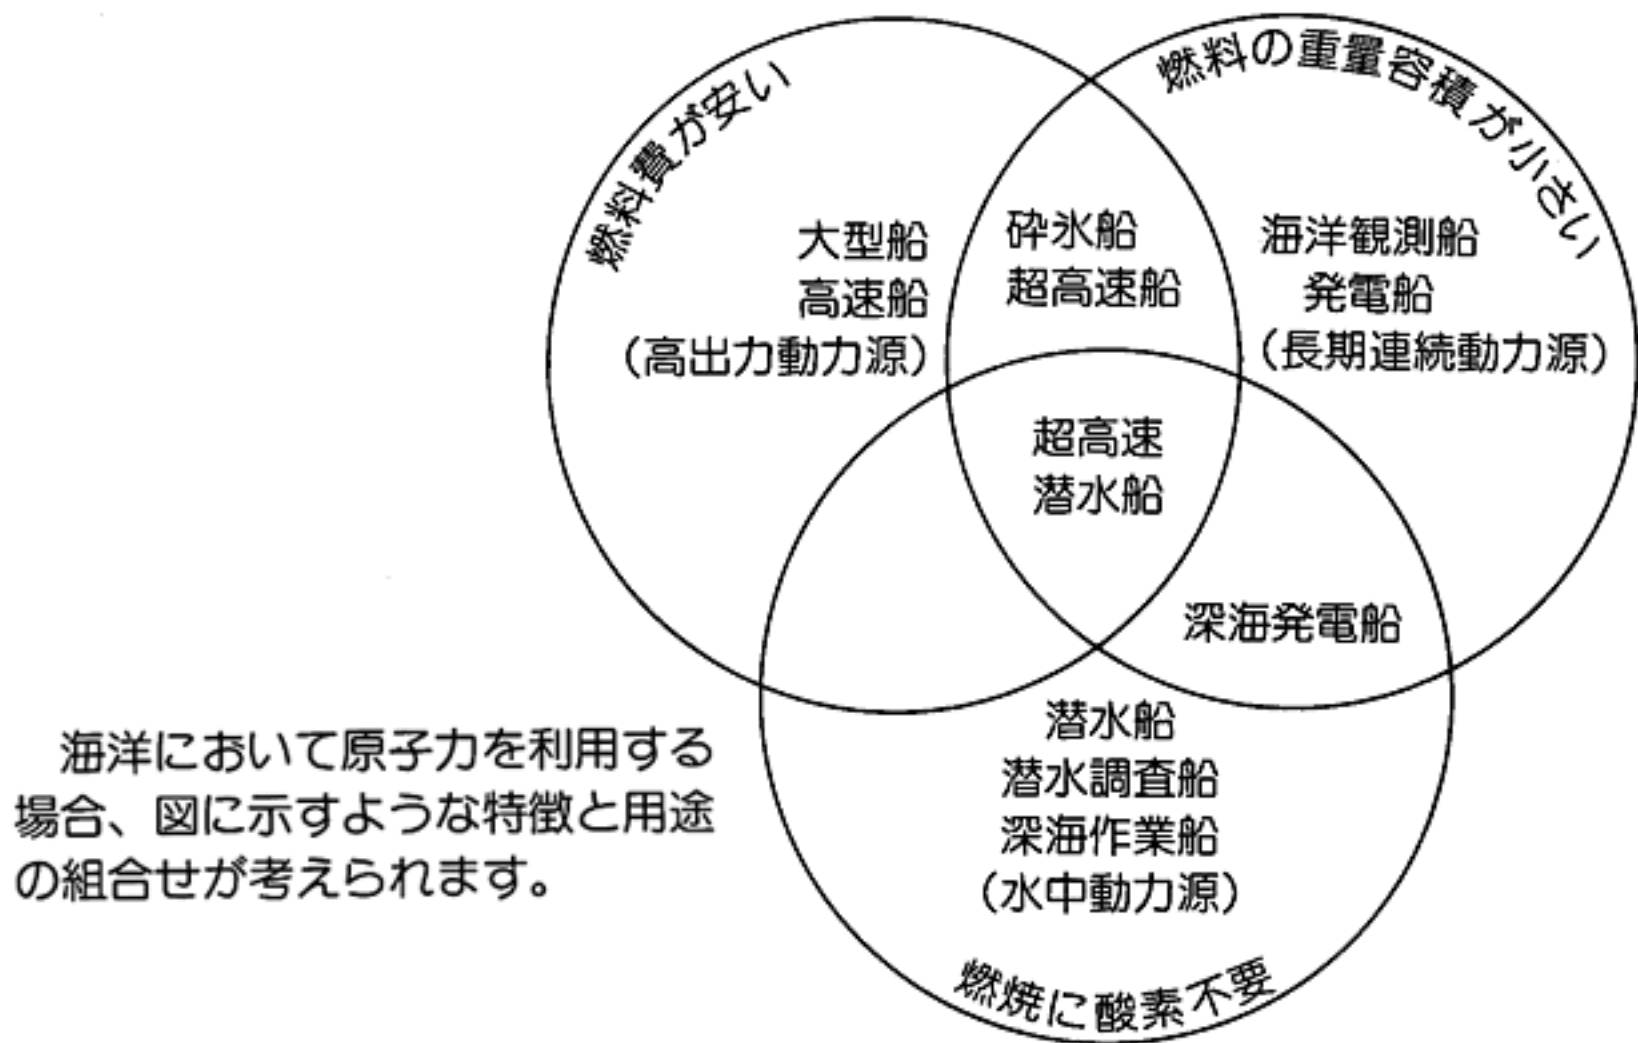 燃料費が安い
燃料の重量容積が小さい
大型船
高速船
(高出力動力源)
砕氷船
超高速船
海洋観測船
発電船
(長期連続動力源)
超高速
潜水船
深海発電船
潜水船
潜水調査船
深海作業船
(水中動力源)
燃焼に酸素不要
海洋において原子力を利用する
場合、図に示すような特徴と用途
の組合せが考えられます。